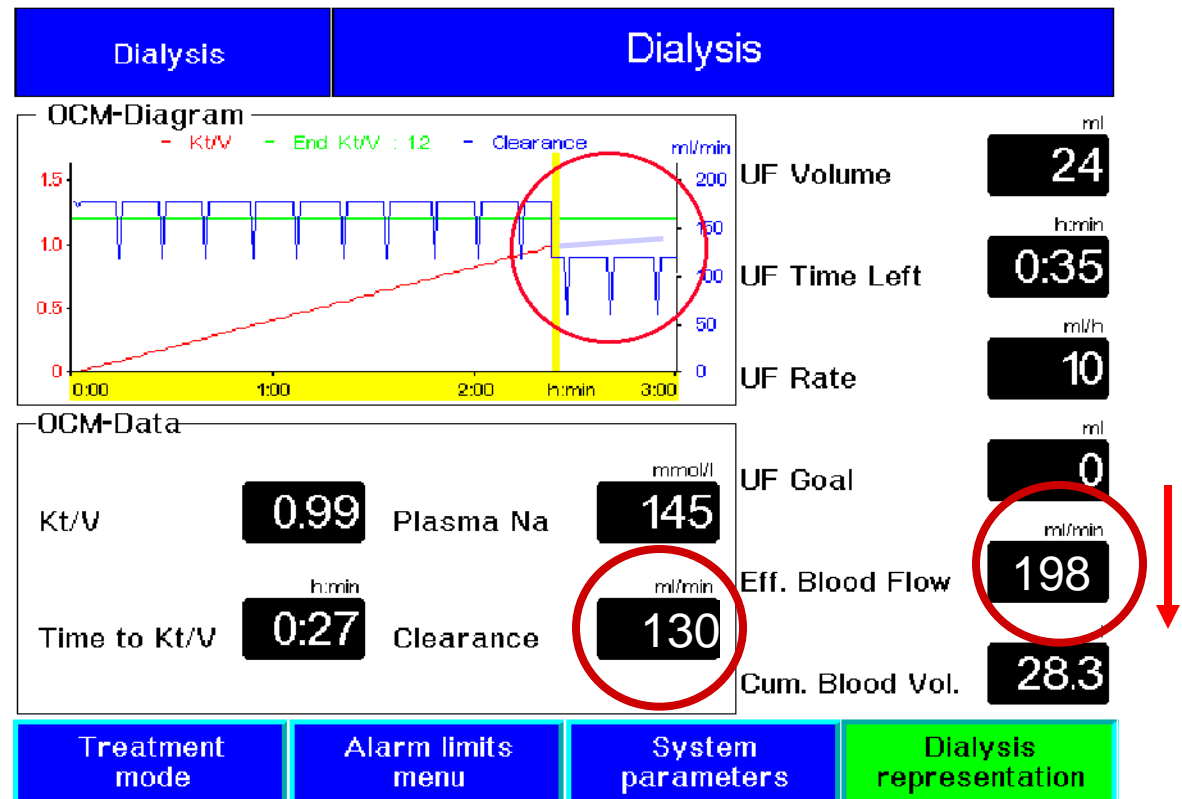 Dialysis
Dialysis
OCM-Diagram
- Kt/V - End Kt/V : 1.2 - Clearance
ml/min
1.5
1.0
0.5
0
200
150
100
50
0
0:00 1:00 2:00 h:min 3:00
OCM-Data
Kt/V
0.99
Plasma Na
mmol/l
145
Time to Kt/V
h:min
0:27
Clearance
ml/min
130
UF Volume
ml
24
UF Time Left
h:min
0:35
UF Rate
ml/h
10
UF Goal
ml
0
Eff. Blood Flow
ml/min
198
Cum. Blood Vol.
l
28.3
Treatment
mode
Alarm limits
menu
System
parameters
Dialysis
representation